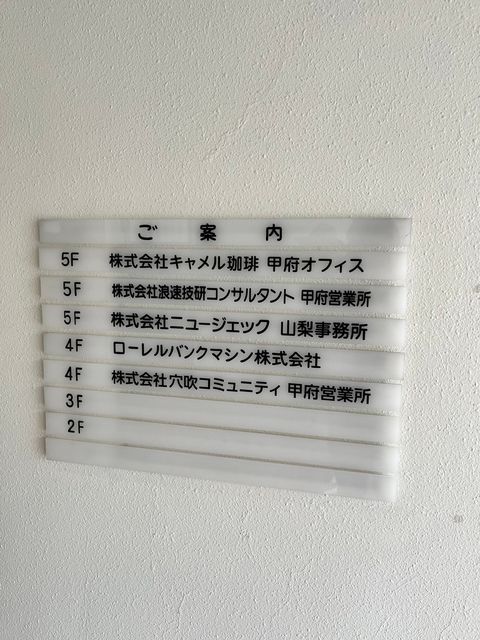 ご 案 内
5F 株式会社キャメル珈琲 甲府オフィス
5F 株式会社浪速技研コンサルタント 甲府営業所
5F 株式会社ニュージェック 山梨事務所
4F ローレルバンクマシン株式会社
4F 株式会社穴吹コミュニティ 甲府営業所
3F
2F